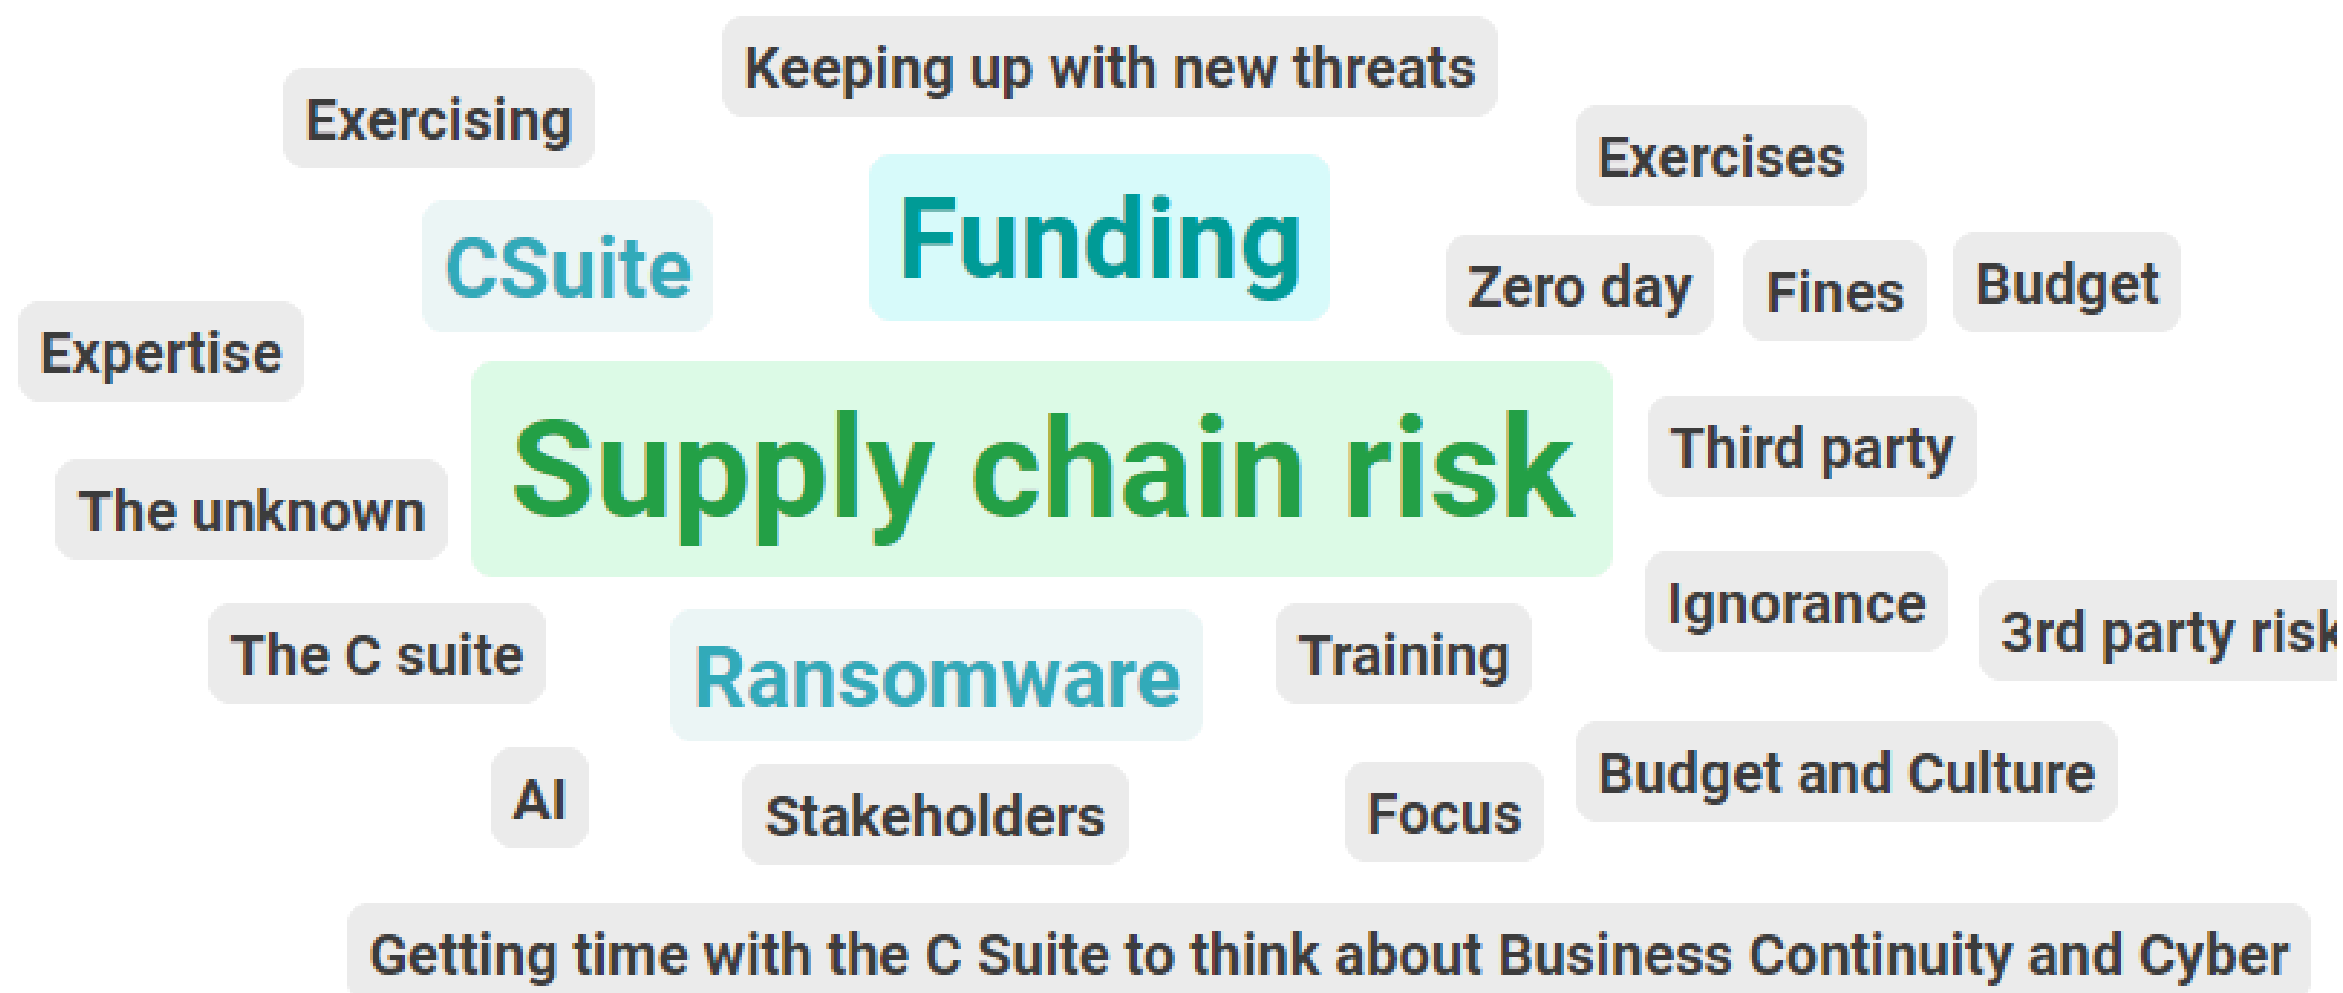 Keeping up with new threats
Exercising
Exercises
CSuite
Funding
Zero day
Fines
Budget
Expertise
Supply chain risk
Third party
The unknown
Ignorance
3rd party risk
The C suite
Ransomware
Training
Budget and Culture
AI
Stakeholders
Focus
Getting time with the C Suite to think about Business Continuity and Cyber